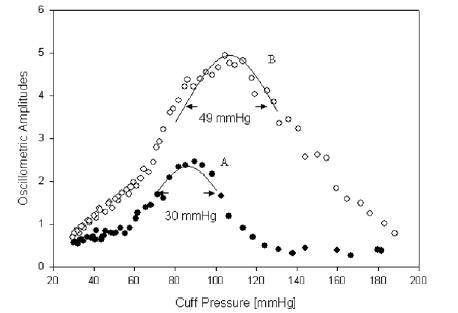 6
5
4
3
2
1
0
Oscillometric Amplitudes
B
49 mmHg
A
30 mmHg
20 40 60 80 100 120 140 160 180 200
Cuff Pressure [mmHg]